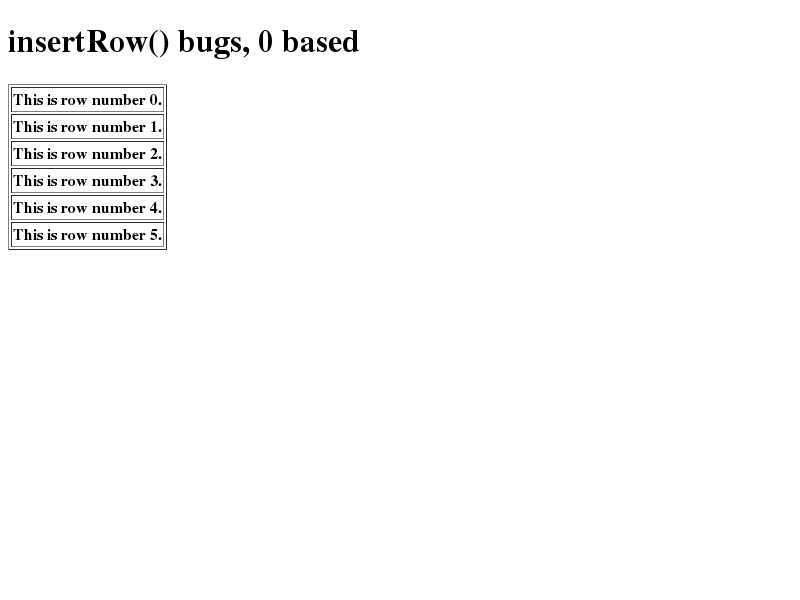 insertRow() bugs, 0 based
This is row number 0.
This is row number 1.
This is row number 2.
This is row number 3.
This is row number 4.
This is row number 5.